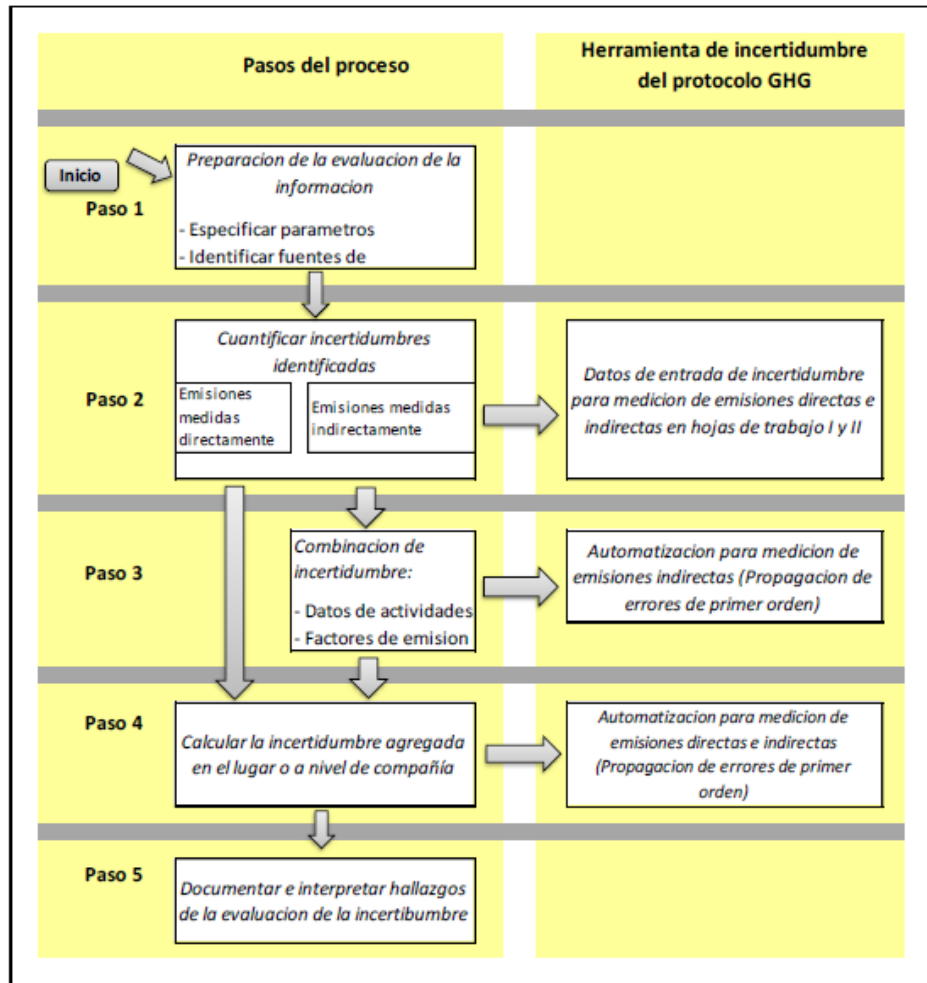 Pasos del proceso
Herramienta de incertidumbre
del protocolo GHG
Inicio
Paso 1
Preparacion de la evaluacion de la
informacion
- Especificar parametros
- Identificar fuentes de
Paso 2
Cuantificar incertidumbres
identificadas
Emisiones
medidas
directamente
Emisiones medidas
indirectamente
Datos de entrada de incertidumbre
para medicion de emisiones directas e
indirectas en hojas de trabajo I y II
Paso 3
Combinacion de
incertidumbre:
- Datos de actividades
- Factores de emision
Automatizacion para medicion de
emisiones indirectas (Propagacion de
errores de primer orden)
Paso 4
Calcular la incertidumbre agregada
en el lugar o a nivel de compañía
Automatizacion para medicion de
emisiones directas e indirectas
(Propagacion de errores de primer
orden)
Paso 5
Documentar e interpretar hallazgos
de la evaluacion de la incertibumbre